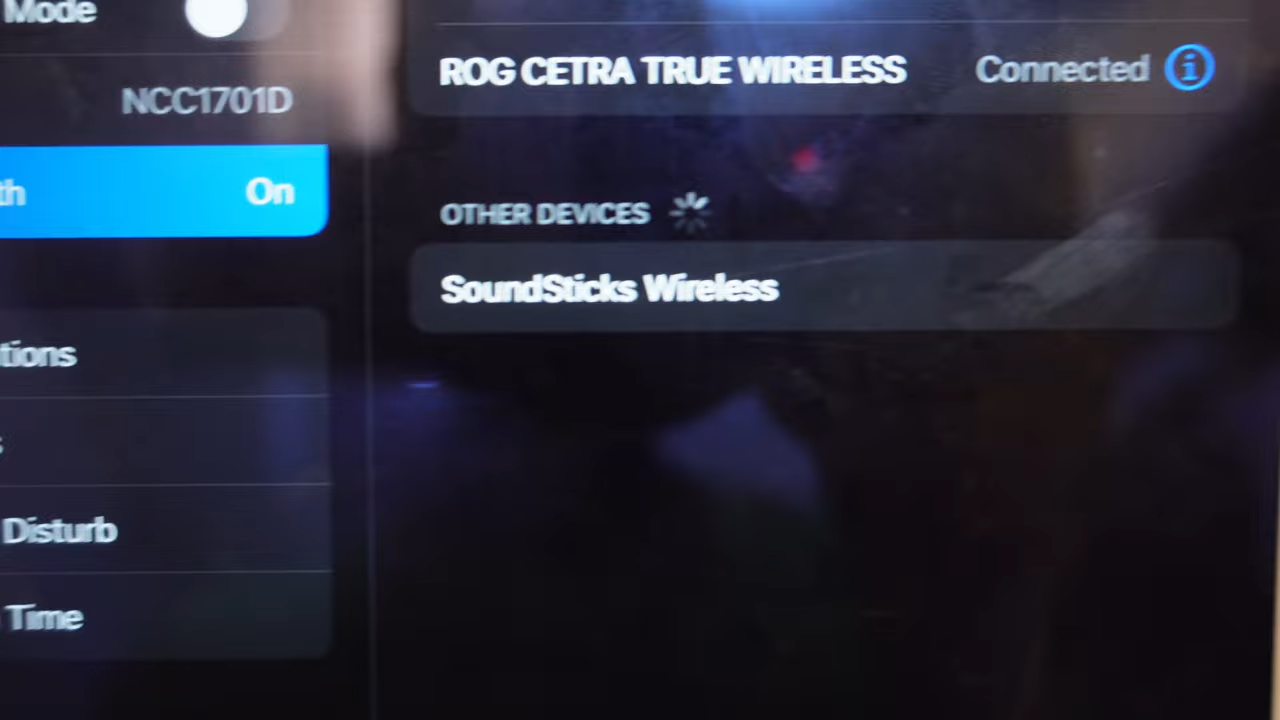 Mode
NCC1701D
th On
tions
s
Disturb
Time
ROG CETRA TRUE WIRELESS Connected i
OTHER DEVICES
SoundSticks Wireless